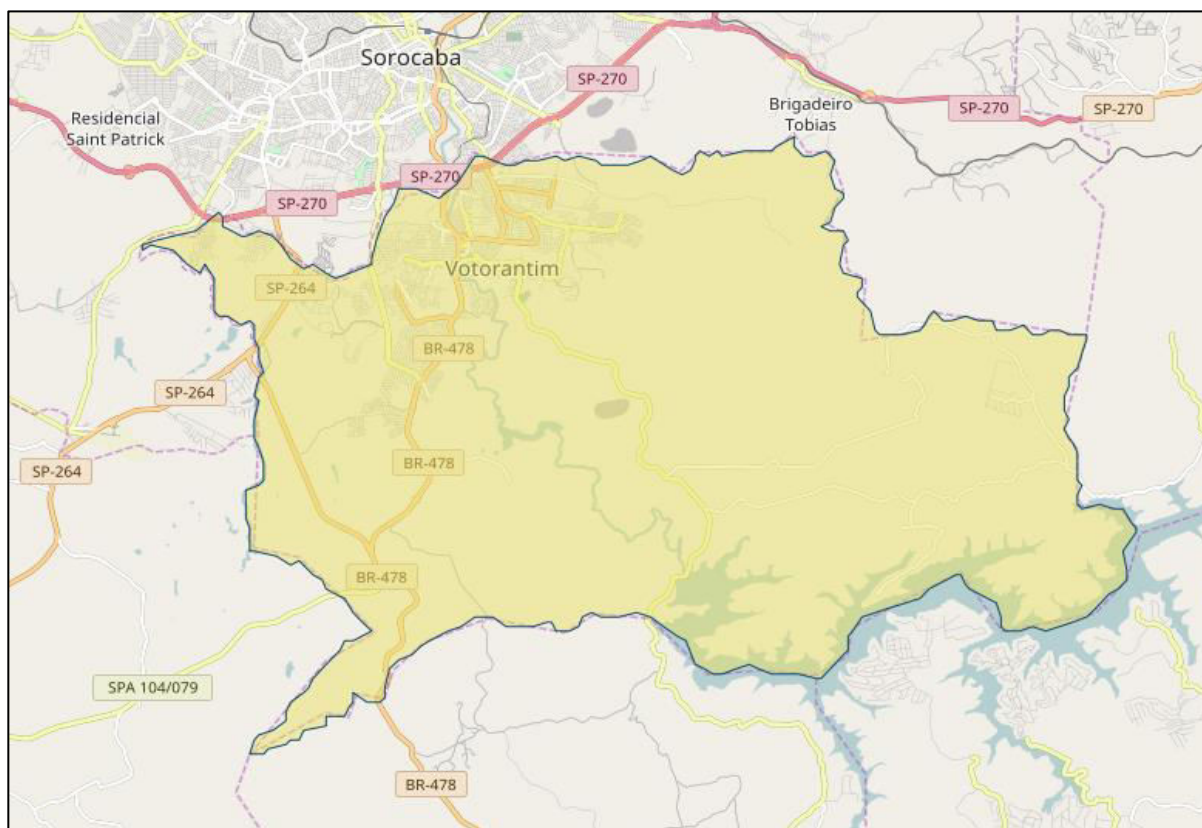 Sorocaba
SP-270
Residencial
Saint Patrick
Brigadeiro
Tobias
SP-270
SP-270
SP-270
SP-270
Votorantim
SP-264
BR-478
SP-264
SP-264
BR-478
BR-478
SPA 104/079
BR-478